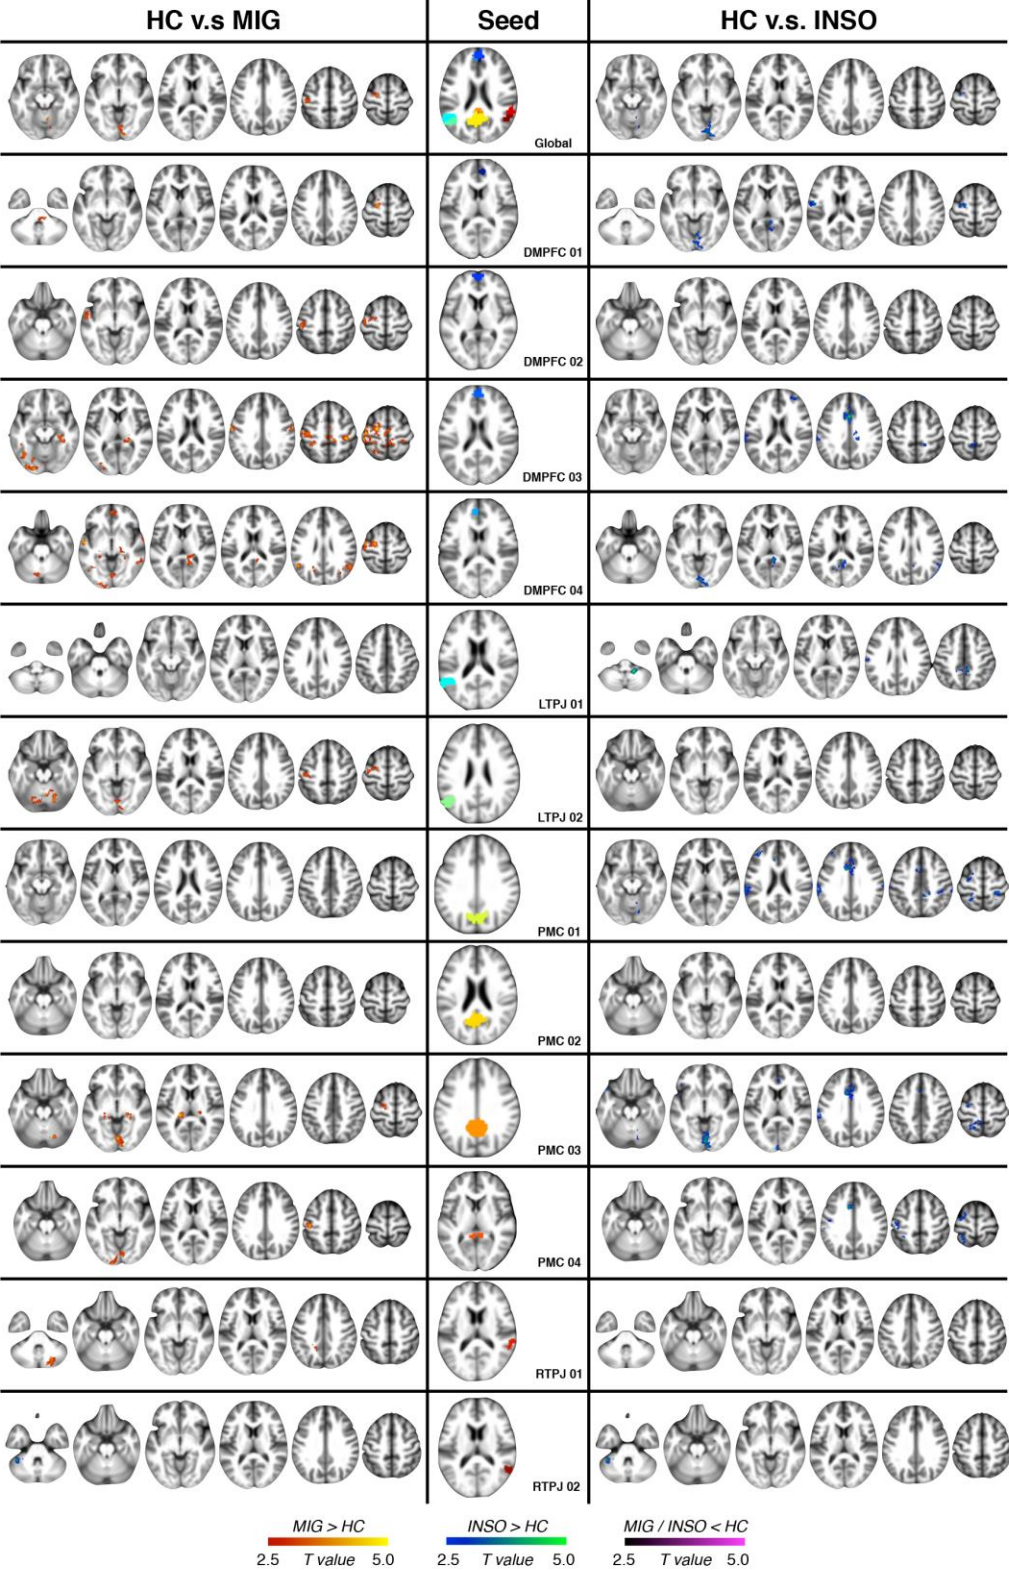 HC v.s MIG
Seed
HC v.s. INSO
Global
DMPFC 01
DMPFC 02
DMPFC 03
DMPFC 04
LTPJ 01
LTPJ 02
PMC 01
PMC 02
PMC 03
PMC 04
RTPJ 01
RTPJ 02
MIG > HC
2.5 T value 5.0
INSO > HC
2.5 T value 5.0
MIG / INSO < HC
2.5 T value 5.0